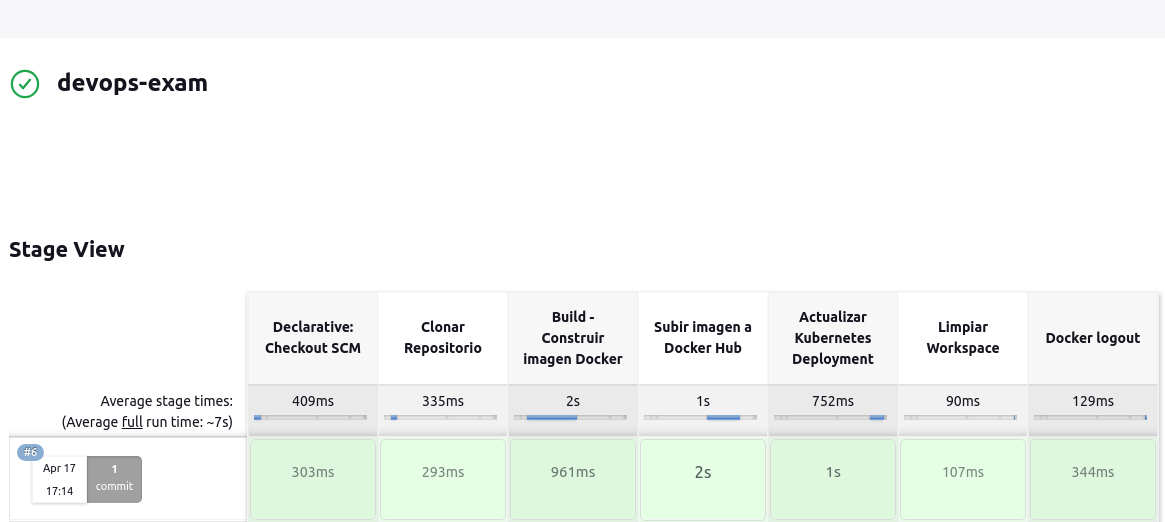 devops-exam
Stage View
Declarative:
Checkout SCM
Clonar
Repositorio
Build -
Construir
imagen Docker
Subir imagen a
Docker Hub
Actualizar
Kubernetes
Deployment
Limpiar
Workspace
Docker logout
Average stage times:
(Average full run time: ~7s)
409ms
335ms
2s
1s
752ms
90ms
129ms
#6
Apr 17
17:14
1
commit
303ms
293ms
961ms
2s
1s
107ms
344ms